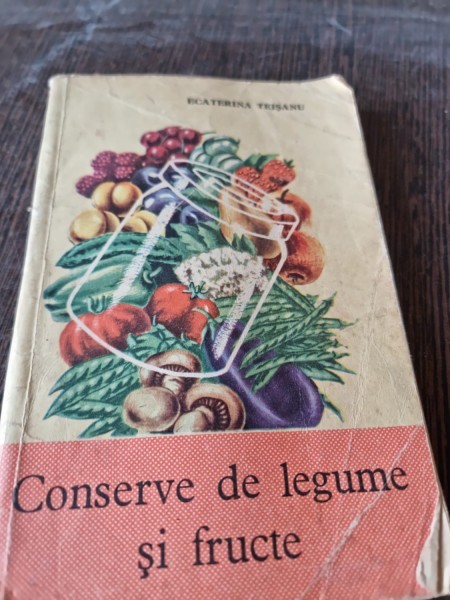 ECATERINA TEIȘANU
Conserve de legume
și fructe